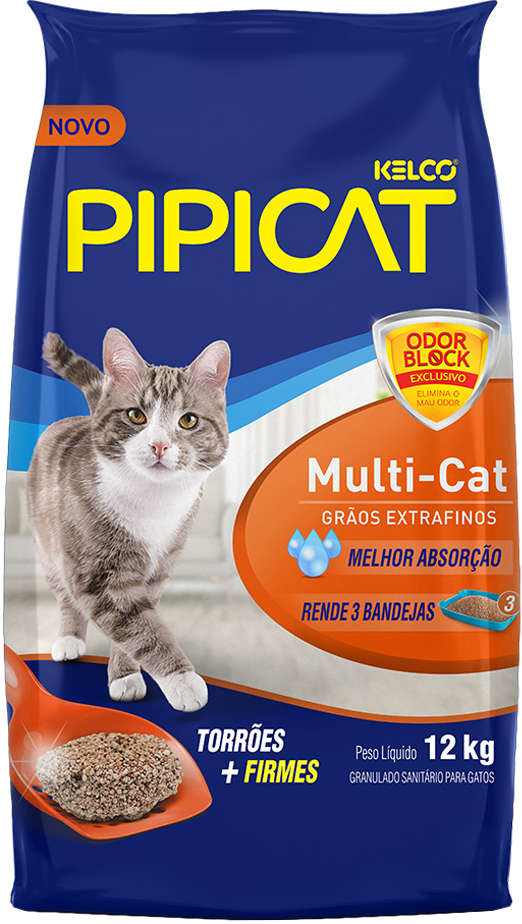 NOVO
KELCO®
PIPICAT
ODOR
BLOCK
EXCLUSIVO
ELIMINA O
MAU ODOR
Multi-Cat
GRÃOS EXTRAFINOS
MELHOR ABSORÇÃO
RENDE 3 BANDEJAS
3
TORRÕES
+ FIRMES
Peso Líquido 12 kg
GRANULADO SANITÁRIO PARA GATOS